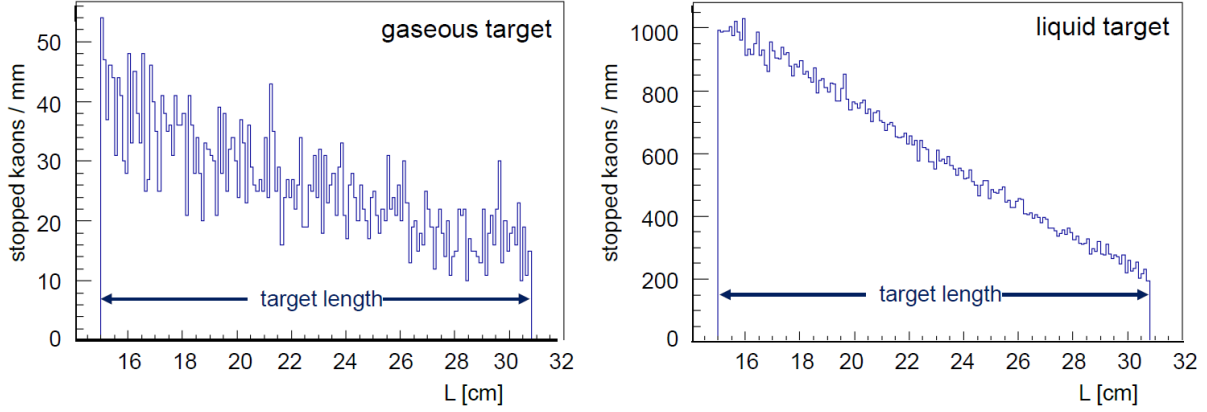 gaseous target
stopped kaons / mm
50
40
30
20
10
0
target length
16 18 20 22 24 26 28 30 32
L [cm]
liquid target
stopped kaons / mm
1000
800
600
400
200
0
target length
16 18 20 22 24 26 28 30 32
L [cm]